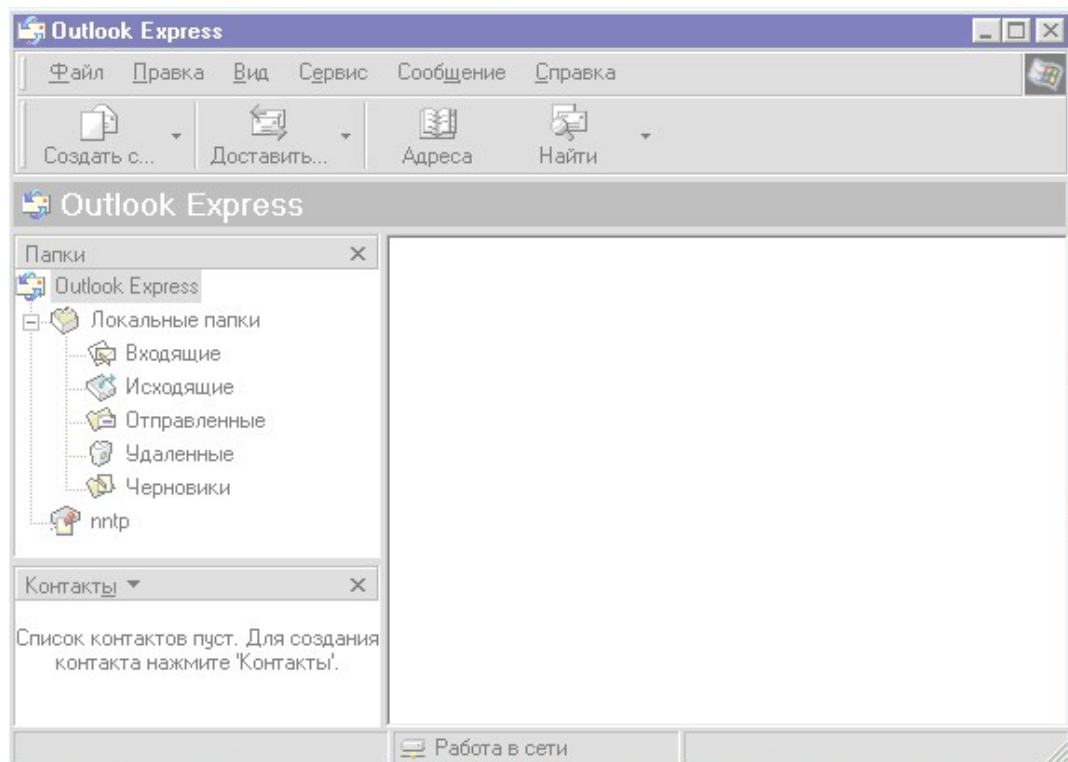 Outlook Express
Файл Правка Вид Сервис Сообщение Справка
Создать с... Доставить... Адреса Найти
Outlook Express
Папки
Outlook Express
Локальные папки
Входящие
Исходящие
Отправленные
Удаленные
Черновики
nntp
Контакты
Список контактов пуст. Для создания
контакта нажмите 'Контакты'.
Работа в сети